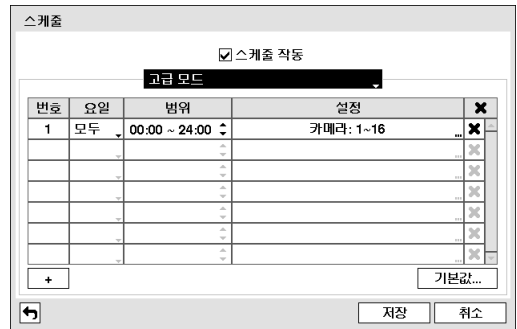 스케줄
스케줄 작동
고급 모드
번호 요일 범위 설정
1 모두 00:00 ~ 24:00 카메라: 1~16 ...
+ 기본값...
저장 취소